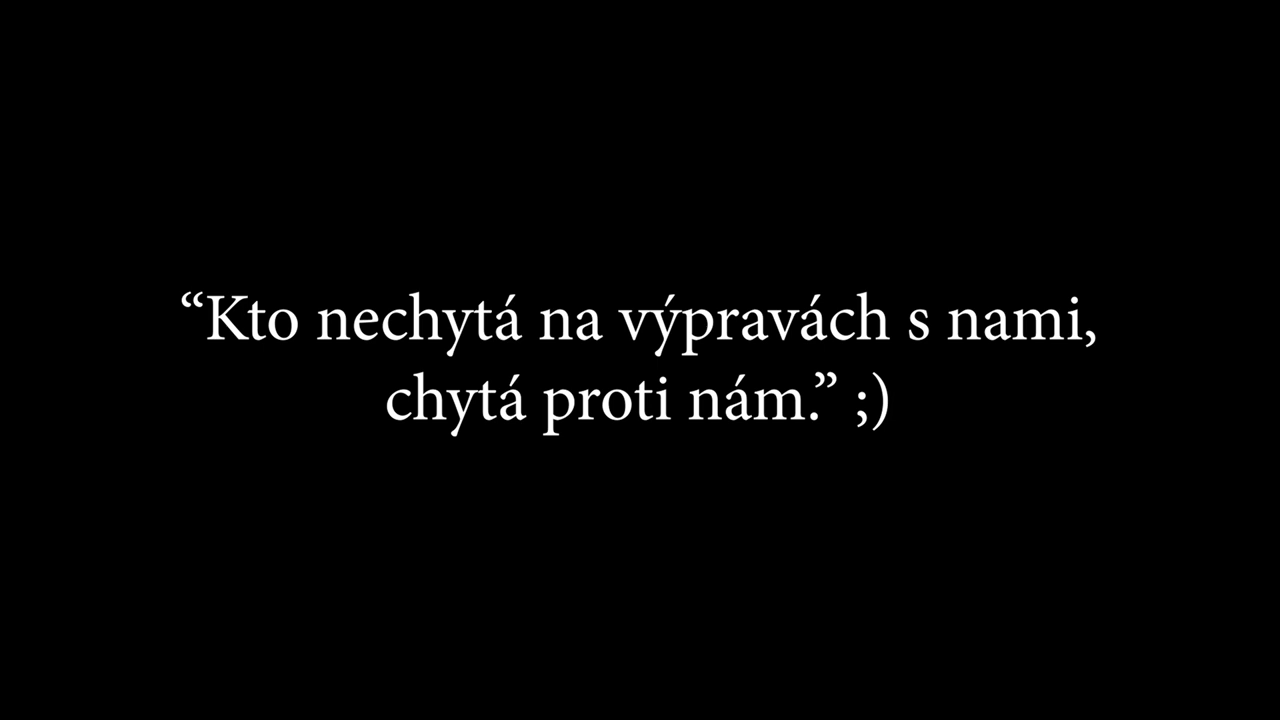 “Kto nechytá na výpravách s nami,
chytá proti nám.” ;)